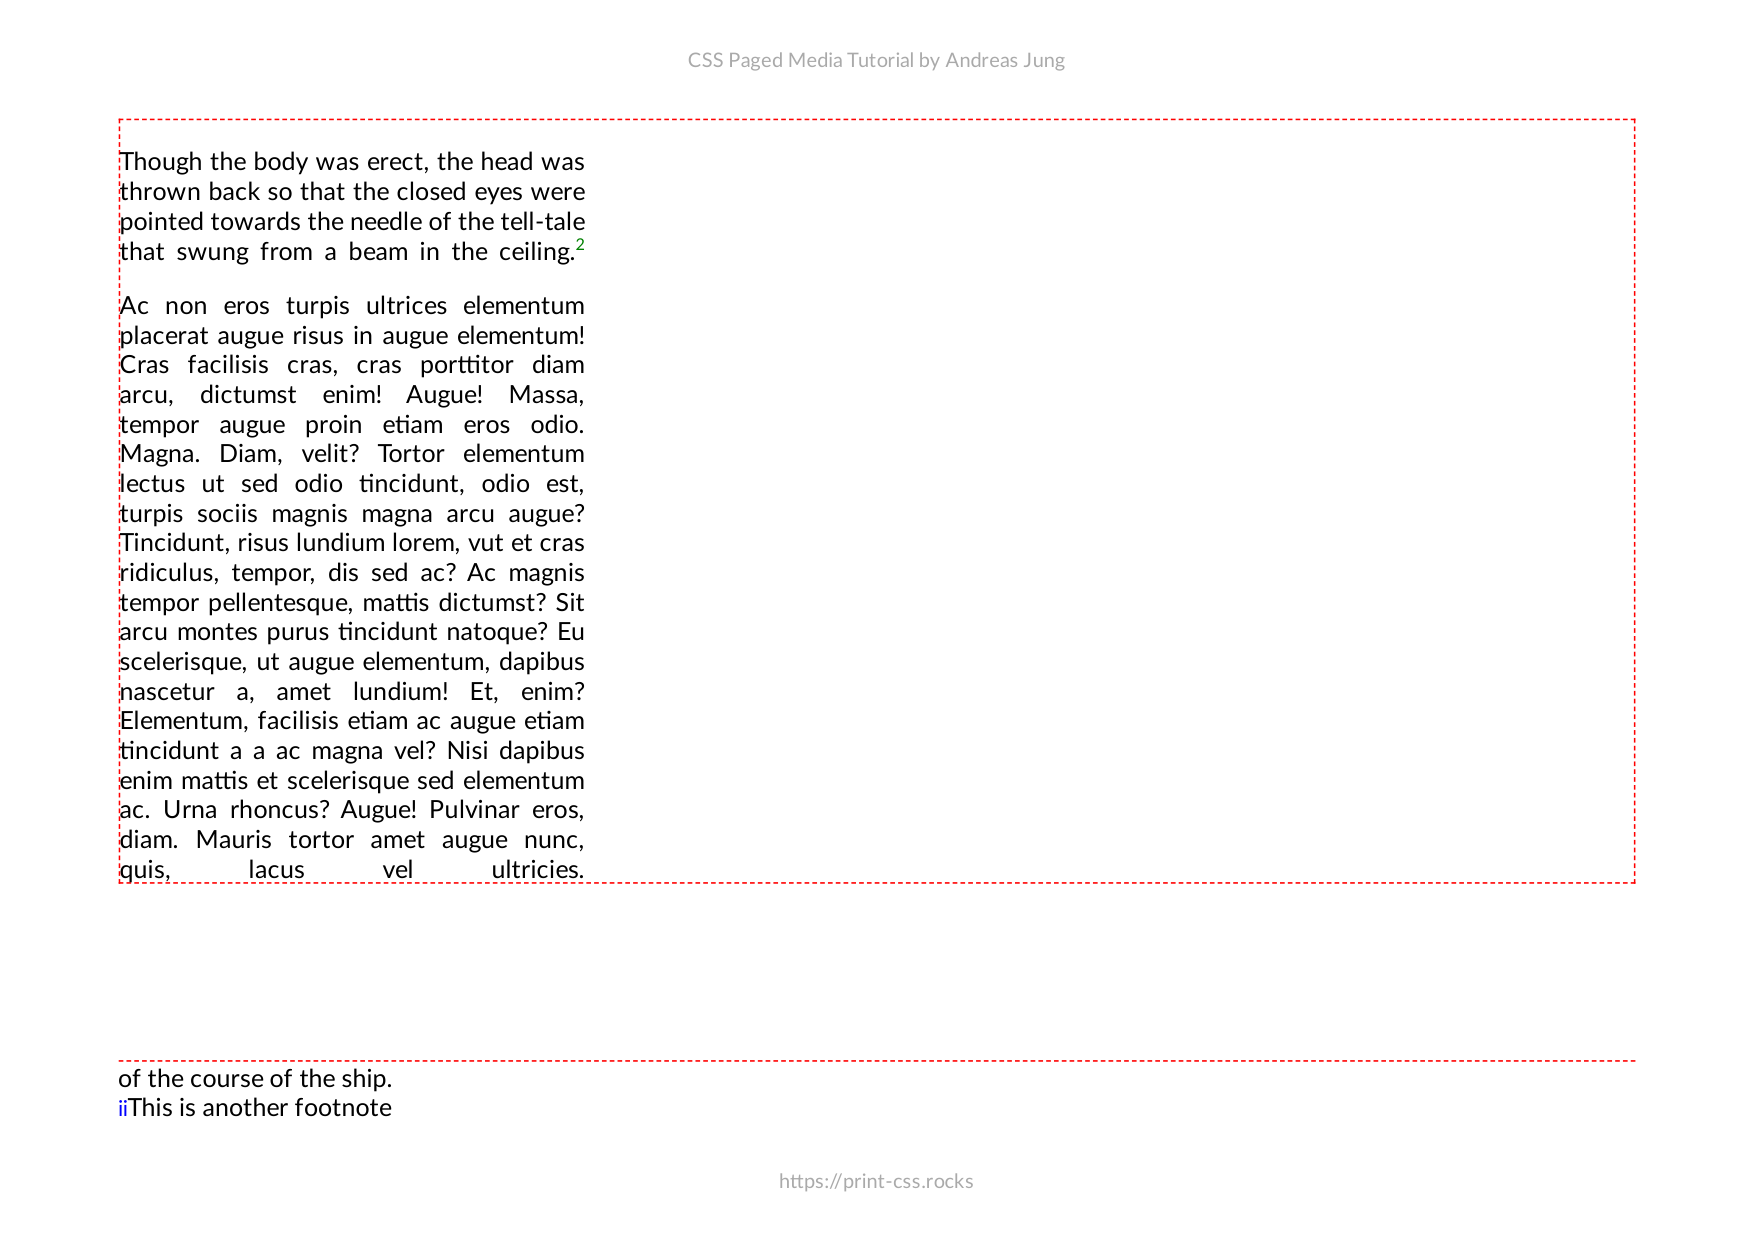 CSS Paged Media Tutorial by Andreas Jung
Though the body was erect, the head was
thrown back so that the closed eyes were
pointed towards the needle of the tell-tale
that swung from a beam in the ceiling.2
Ac non eros turpis ultrices elementum
placerat augue risus in augue elementum!
Cras facilisis cras, cras porttitor diam
arcu, dictumst enim! Augue! Massa,
tempor augue proin etiam eros odio.
Magna. Diam, velit? Tortor elementum
lectus ut sed odio tincidunt, odio est,
turpis sociis magnis magna arcu augue?
Tincidunt, risus lundium lorem, vut et cras
ridiculus, tempor, dis sed ac? Ac magnis
tempor pellentesque, mattis dictumst? Sit
arcu montes purus tincidunt natoque? Eu
scelerisque, ut augue elementum, dapibus
nascetur a, amet lundium! Et, enim?
Elementum, facilisis etiam ac augue etiam
tincidunt a a ac magna vel? Nisi dapibus
enim mattis et scelerisque sed elementum
ac. Urna rhoncus? Augue! Pulvinar eros,
diam. Mauris tortor amet augue nunc,
quis, lacus vel ultricies.
of the course of the ship.
iiThis is another footnote
https://print-css.rocks